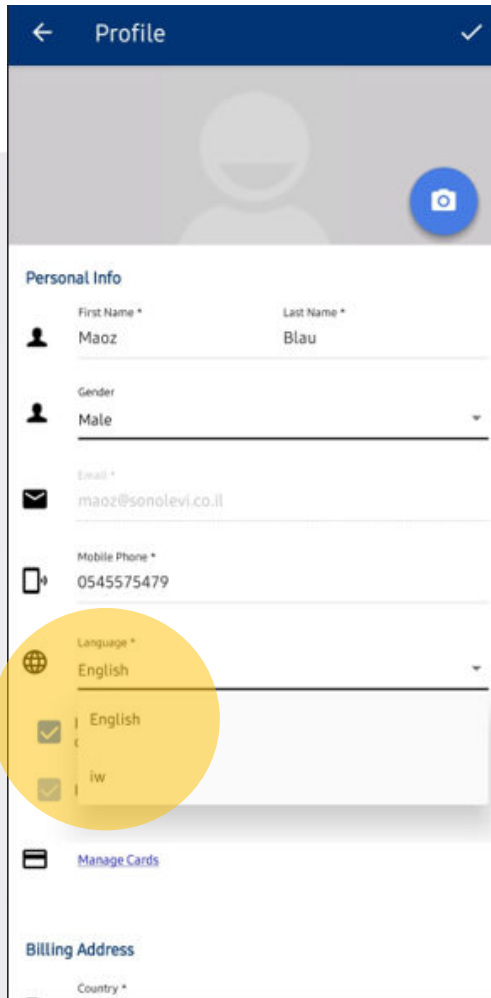 Profile
Personal Info
First Name *
Last Name *
Maoz
Blau
Gender
Male
Email *
maoz@sonolevi.co.il
Mobile Phone *
0545575479
Language *
English
English
iw
Manage Cards
Billing Address
Country *